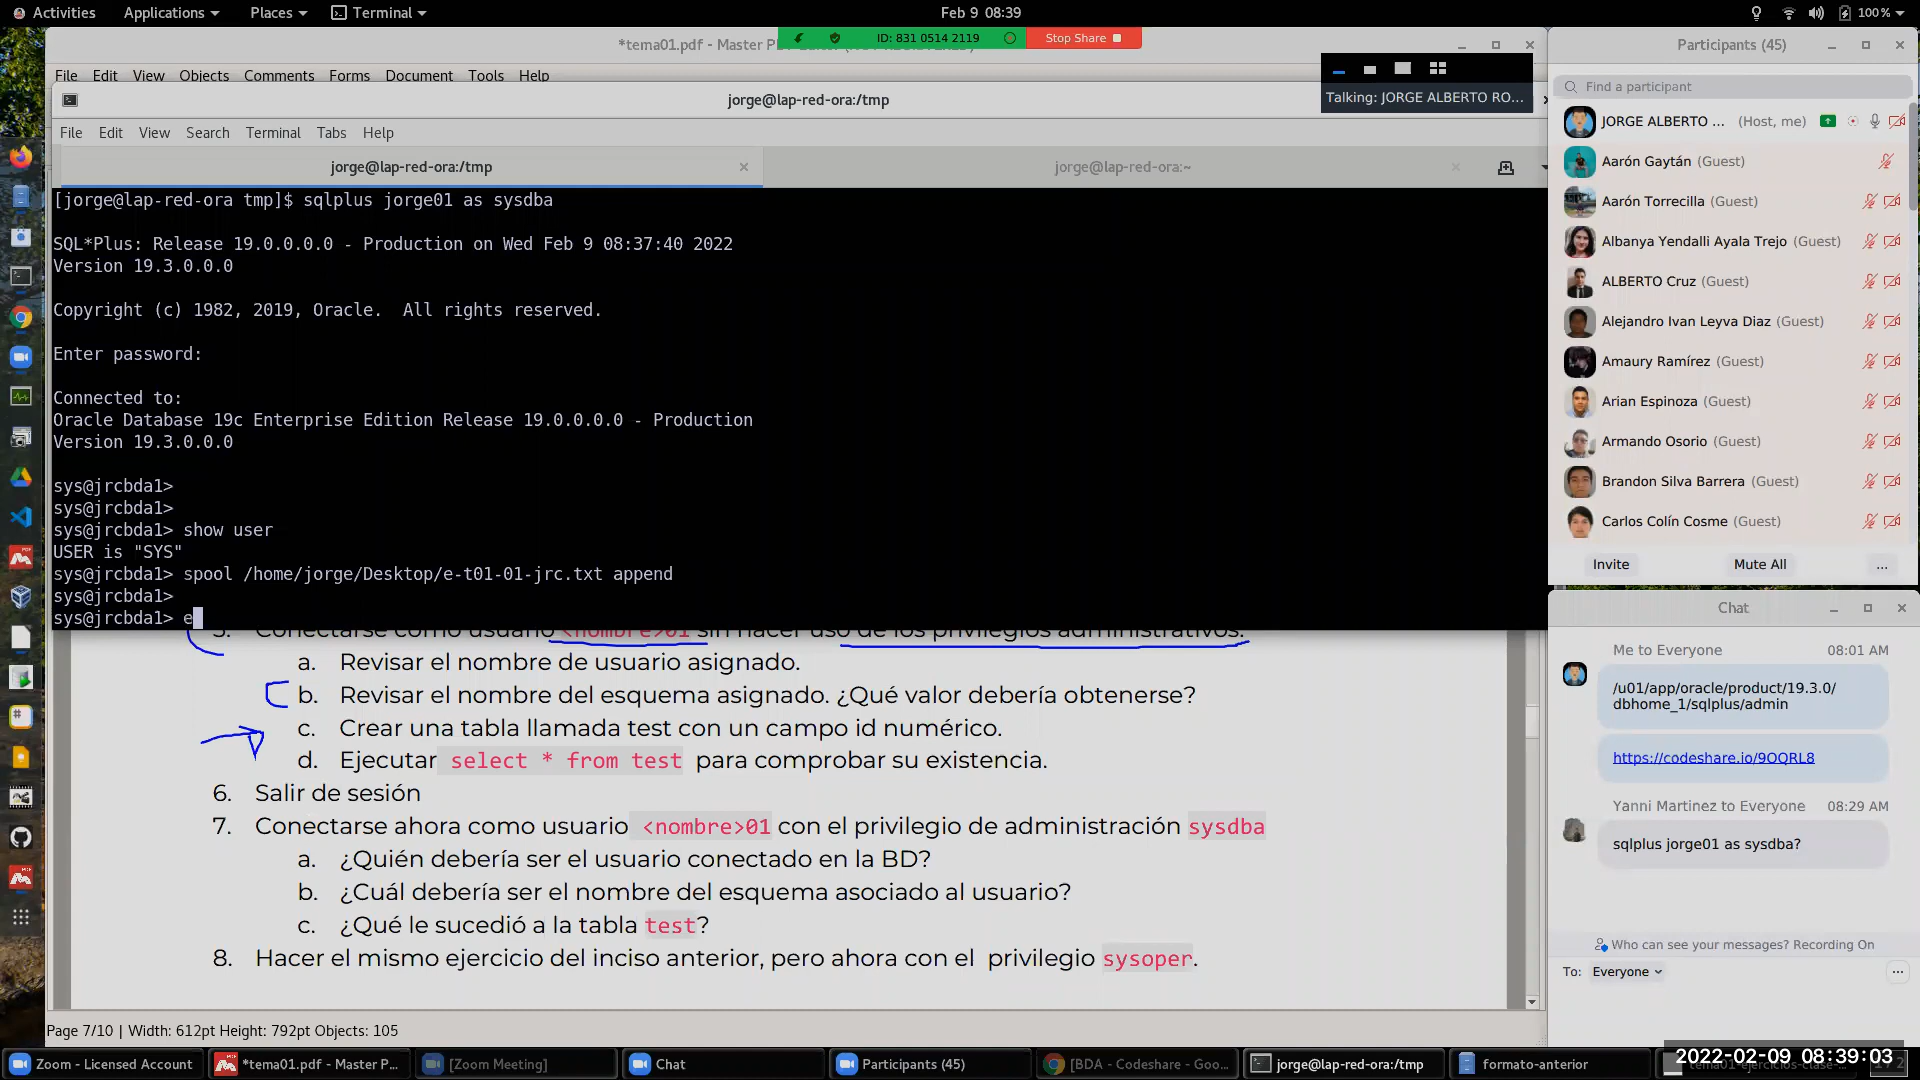 Activities Applications Places Terminal Feb 9 08:39 100%
*tema01.pdf - Master P
ID: 831 0514 2119 Stop Share
File Edit View Objects Comments Forms Document Tools Help
Talking: JORGE ALBERTO RO...
jorge@lap-red-ora:/tmp
File Edit View Search Terminal Tabs Help
jorge@lap-red-ora:/tmp jorge@lap-red-ora:~
[jorge@lap-red-ora tmp]$ sqlplus jorge01 as sysdba
SQL*Plus: Release 19.0.0.0.0 - Production on Wed Feb 9 08:37:40 2022
Version 19.3.0.0.0
Copyright (c) 1982, 2019, Oracle.  All rights reserved.
Enter password:
Connected to:
Oracle Database 19c Enterprise Edition Release 19.0.0.0.0 - Production
Version 19.3.0.0.0
sys@jrcbda1>
sys@jrcbda1>
sys@jrcbda1> show user
USER is "SYS"
sys@jrcbda1> spool /home/jorge/Desktop/e-t01-01-jrc.txt append
sys@jrcbda1>
sys@jrcbda1> e
5. Conectarse como usuario <nombre>01 sin hacer uso de los privilegios administrativos.
a. Revisar el nombre de usuario asignado.
b. Revisar el nombre del esquema asignado. ¿Qué valor debería obtenerse?
c. Crear una tabla llamada test con un campo id numérico.
d. Ejecutar select * from test para comprobar su existencia.
6. Salir de sesión
7. Conectarse ahora como usuario <nombre>01 con el privilegio de administración sysdba
a. ¿Quién debería ser el usuario conectado en la BD?
b. ¿Cuál debería ser el nombre del esquema asociado al usuario?
c. ¿Qué le sucedió a la tabla test?
8. Hacer el mismo ejercicio del inciso anterior, pero ahora con el privilegio sysoper.
Page 7/10 | Width: 612pt Height: 792pt Objects: 105
Participants (45)
Find a participant
JORGE ALBERTO ... (Host, me)
Aarón Gaytán (Guest)
Aarón Torrecilla (Guest)
Albanya Yendalli Ayala Trejo (Guest)
ALBERTO Cruz (Guest)
Alejandro Ivan Leyva Diaz (Guest)
Amaury Ramírez (Guest)
Arian Espinoza (Guest)
Armando Osorio (Guest)
Brandon Silva Barrera (Guest)
Carlos Colín Cosme (Guest)
Invite Mute All ...
Chat
Me to Everyone 08:01 AM
/u01/app/oracle/product/19.3.0/
dbhome_1/sqlplus/admin
https://codeshare.io/9OQRL8
Yanni Martinez to Everyone 08:29 AM
sqlplus jorge01 as sysdba?
Who can see your messages? Recording On
To: Everyone
Zoom - Licensed Account *tema01.pdf - Master P... [Zoom Meeting] Chat Participants (45) [BDA - Codeshare - Goo... jorge@lap-red-ora:/tmp formato-anterior
2022-02-09 08:39:03